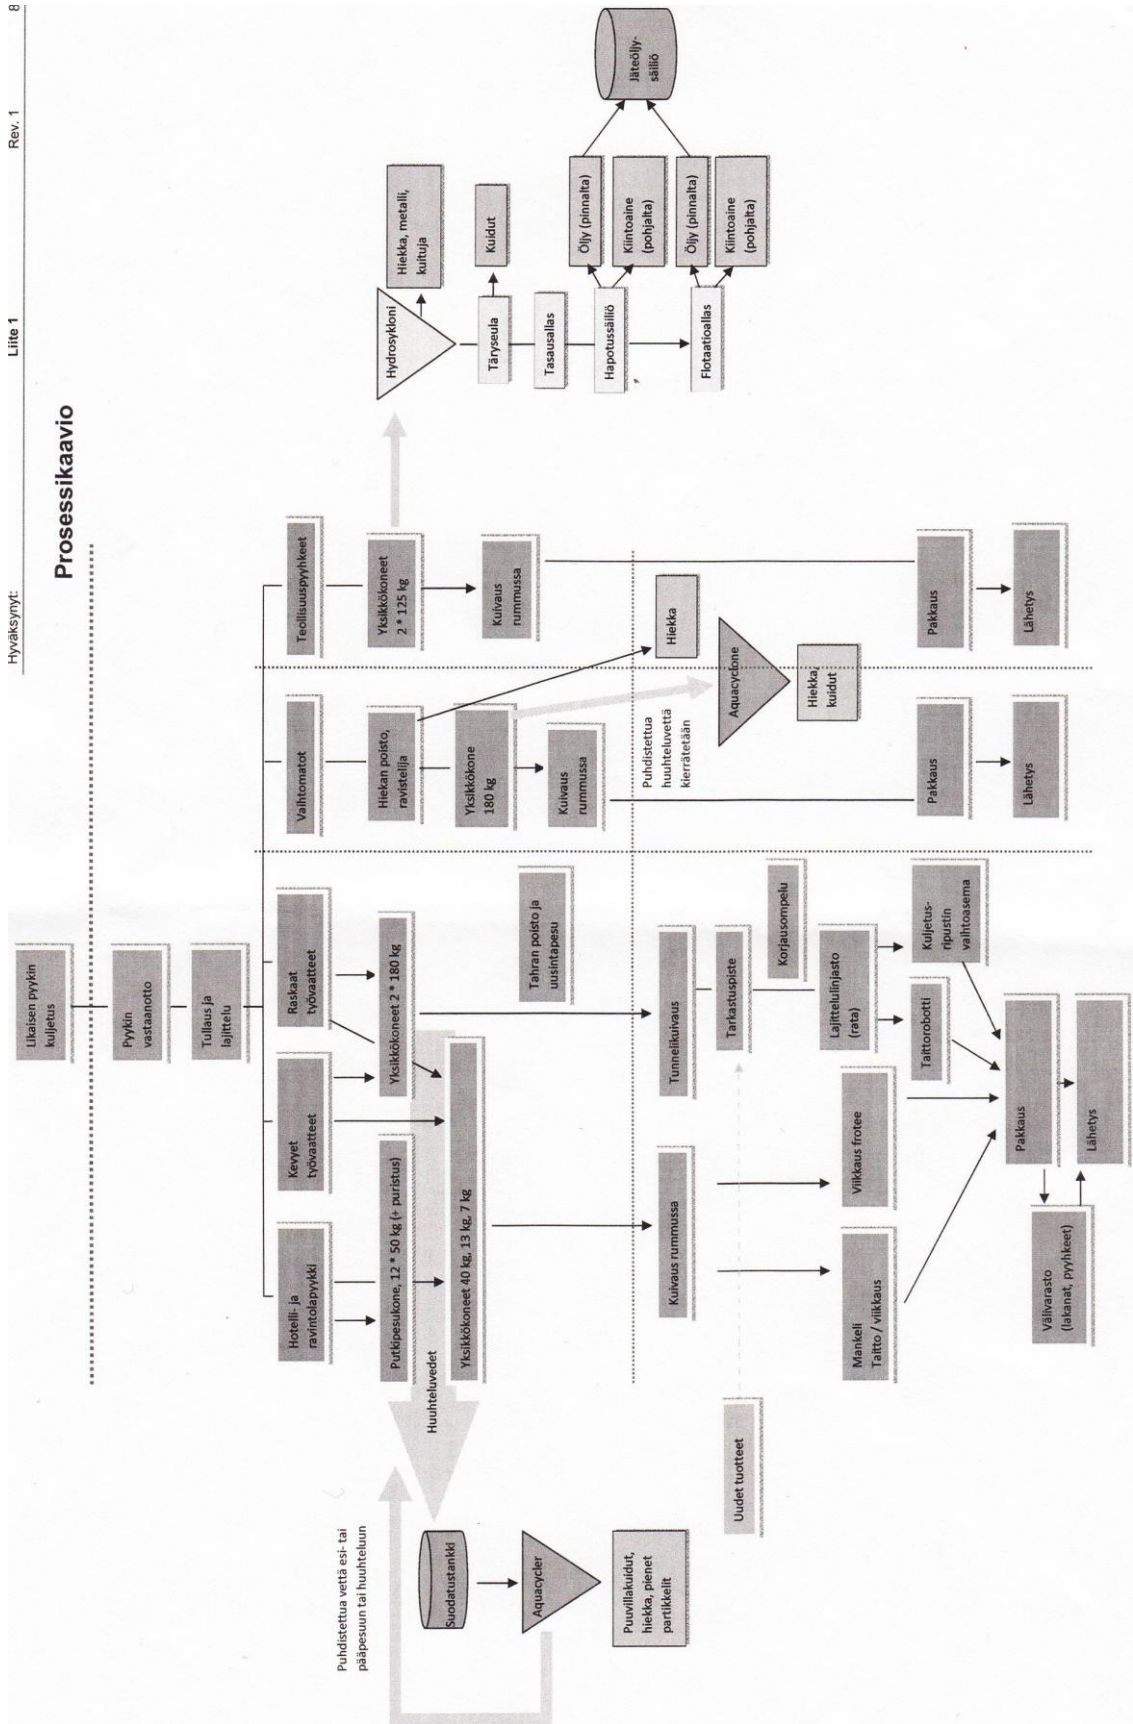 Hyväksynyt:
Liite 1
Rev. 1
8
Prosessikaavio
Likaisen pyykin
kuljetus
Pyykin
vastaanotto
Tullaus ja
lajittelu
Hotelli- ja
ravintolapyykki
Kevyet
työvaatteet
Raskaat
työvaatteet
Vaihtomatot
Teollisuuspyyhkeet
Putkipesukone, 12 * 50 kg (+ puristus)
Yksikkökoneet 2 * 180 kg
Hiekan poisto,
ravistelija
Yksikkökoneet
2 * 125 kg
Huuhteluvedet
Yksikkökoneet 40 kg, 13 kg, 7 kg
Yksikkökone
180 kg
Kuivaus
rummussa
Tahran poisto ja
uusintapesu
Kuivaus
rummussa
Puhdistettua vettä esi- tai
pääpesuun tai huuhteluun
Suodatustankki
Aquacycler
Puuvillakuidut,
hiekka, pienet
partikkelit
Kuivaus rummussa
Tunnelikuivaus
Puhdistettua
huuhteluvettä
kierrätetään
Hiekka
Aquacyclone
Hiekka,
kuidut
Uudet tuotteet
Tarkastuspiste
Korjausompelu
Mankeli
Taitto / viikkaus
Viikkaus frotee
Lajittelulinjasto
(rata)
Taittorobotti
Kuljetus-
ripustin
vaihtoasema
Pakkaus
Pakkaus
Pakkaus
Välivarasto
(lakanat, pyyhkeet)
Lähetys
Lähetys
Lähetys
Hydrosykloni
Hiekka, metalli,
kuituja
Täryseula
Kuidut
Tasausallas
Hapotussäiliö
Öljy (pinnalta)
Kiintoaine
(pohjalta)
Flotaatioallas
Öljy (pinnalta)
Kiintoaine
(pohjalta)
Jäteöljy-
säiliö